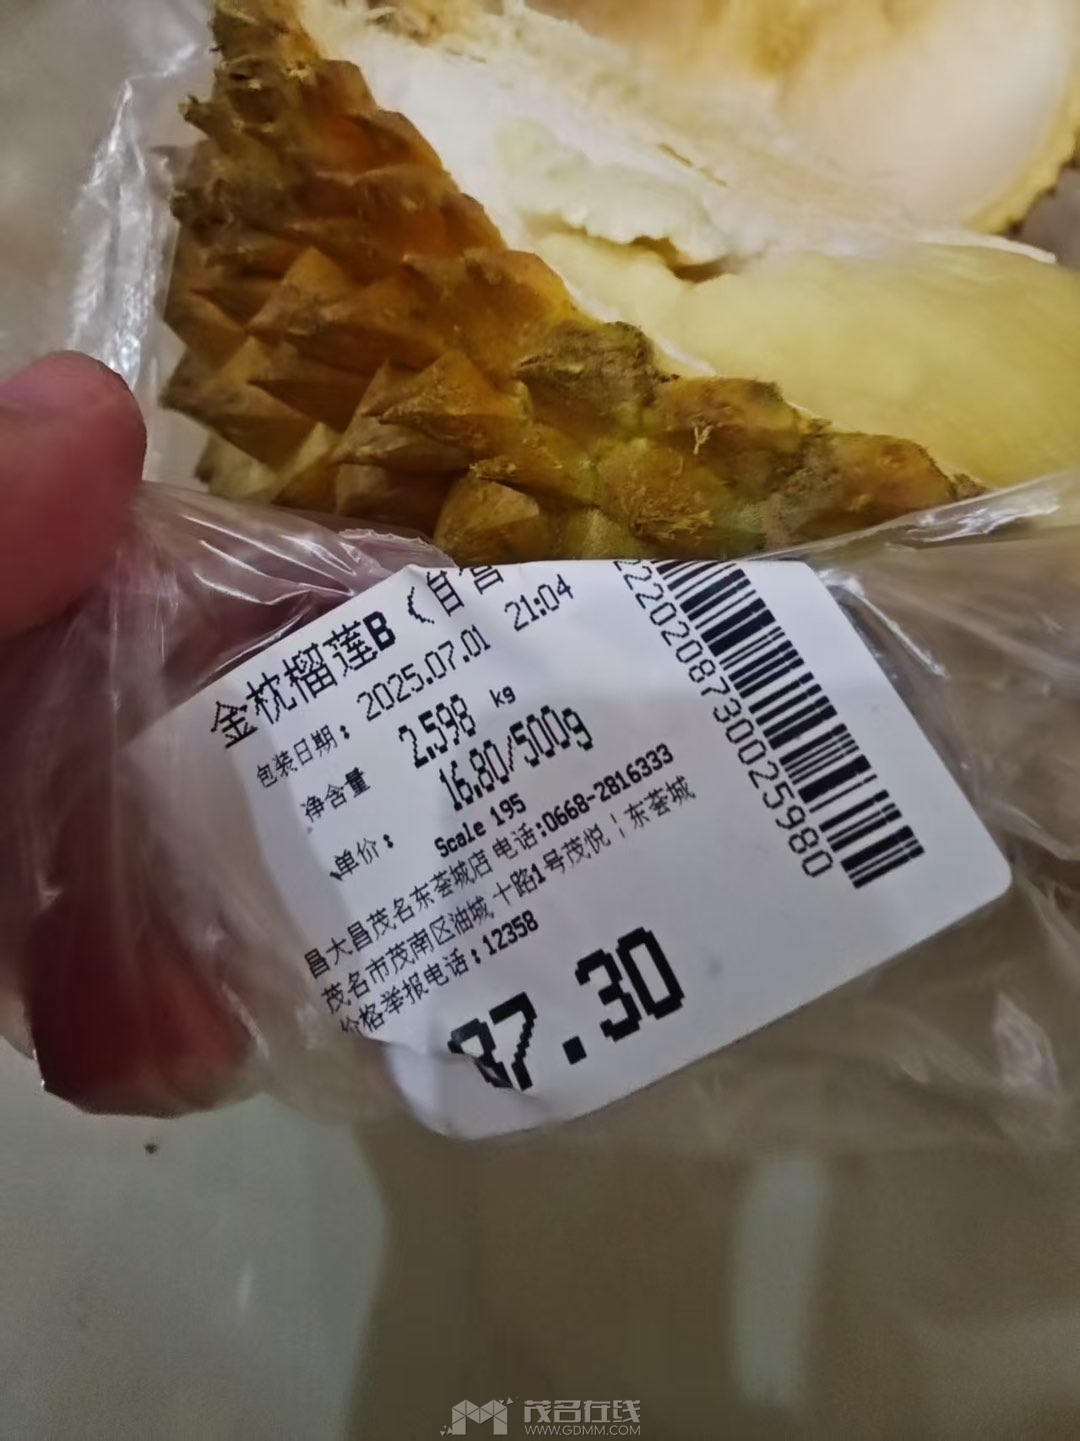 金枕榴莲B（自营
包装日期： 2025.07.01 21:04
净含量 2.598 kg
单价： 16.80/500g
Scale 195
昌大昌茂名东荟城店 电话:0668-2816333
茂名市茂南区油城十路1号茂悦｜东荟城
价格举报电话：12358
87.30
2220208730025980
茂名在线
WWW.GDMM.COM